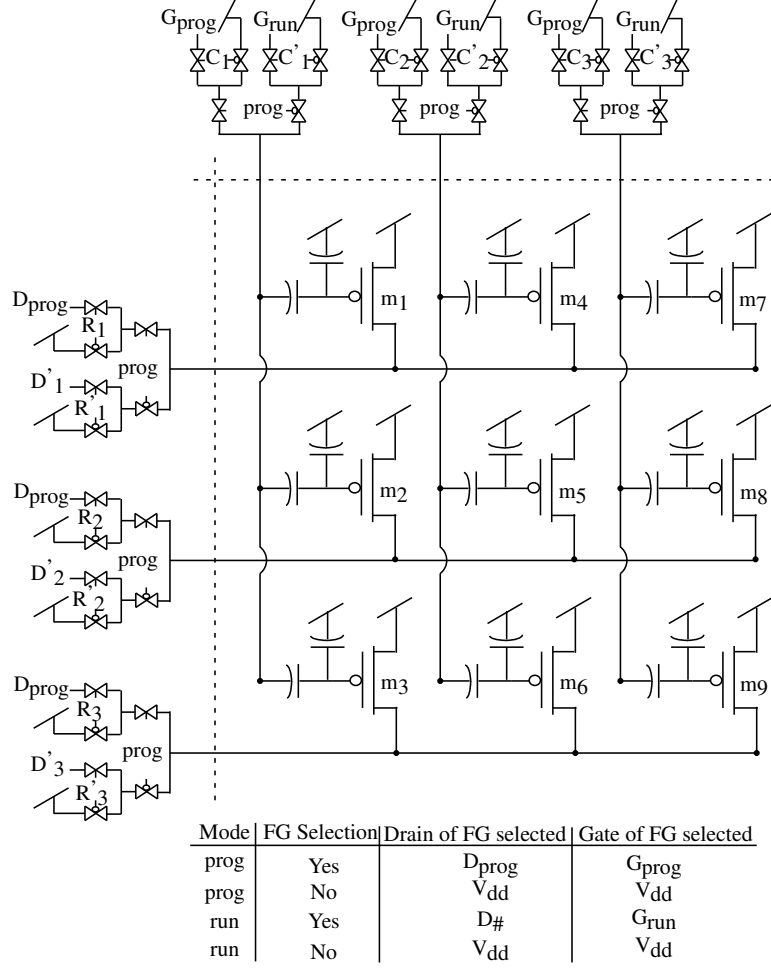 Gprog Grun Gprog Grun Gprog Grun
C1 C'1 C2 C'2 C3 C'3
prog prog prog
m1 m4 m7
Dprog
R1
prog
D'1
R'1
m2 m5 m8
Dprog
R2
prog
D'2
R'2
m3 m6 m9
Dprog
R3
prog
D'3
R'3
Mode FG Selection Drain of FG selected Gate of FG selected
prog Yes Dprog Gprog
prog No Vdd Vdd
run Yes D# Grun
run No Vdd Vdd